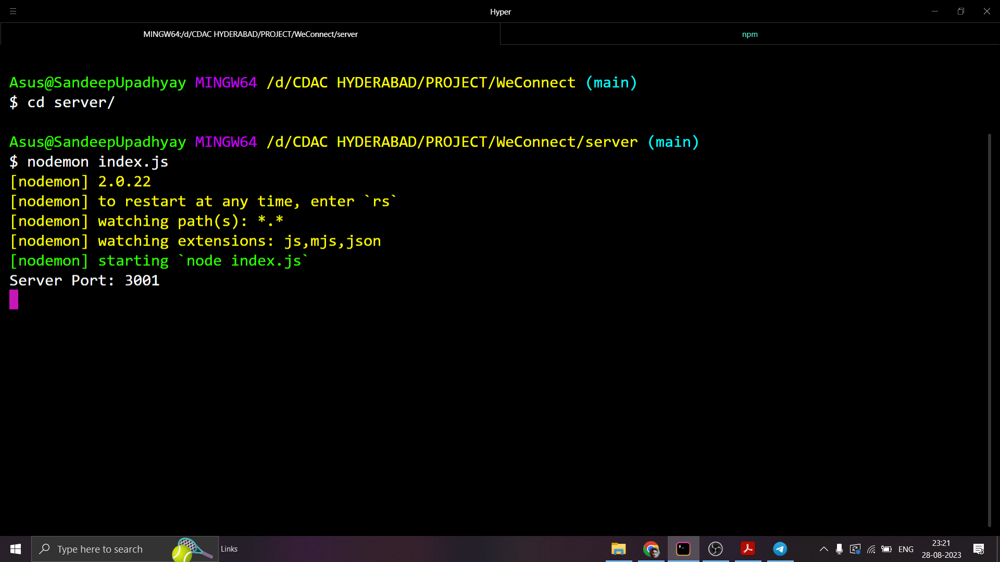 Hyper
MINGW64:/d/CDAC HYDERABAD/PROJECT/WeConnect/server
npm
Asus@SandeepUpadhyay MINGW64 /d/CDAC HYDERABAD/PROJECT/WeConnect (main)
$ cd server/
Asus@SandeepUpadhyay MINGW64 /d/CDAC HYDERABAD/PROJECT/WeConnect/server (main)
$ nodemon index.js
[nodemon] 2.0.22
[nodemon] to restart at any time, enter `rs`
[nodemon] watching path(s): *.*
[nodemon] watching extensions: js,mjs,json
[nodemon] starting `node index.js`
Server Port: 3001
Type here to search
Links
ENG
23:21
28-08-2023